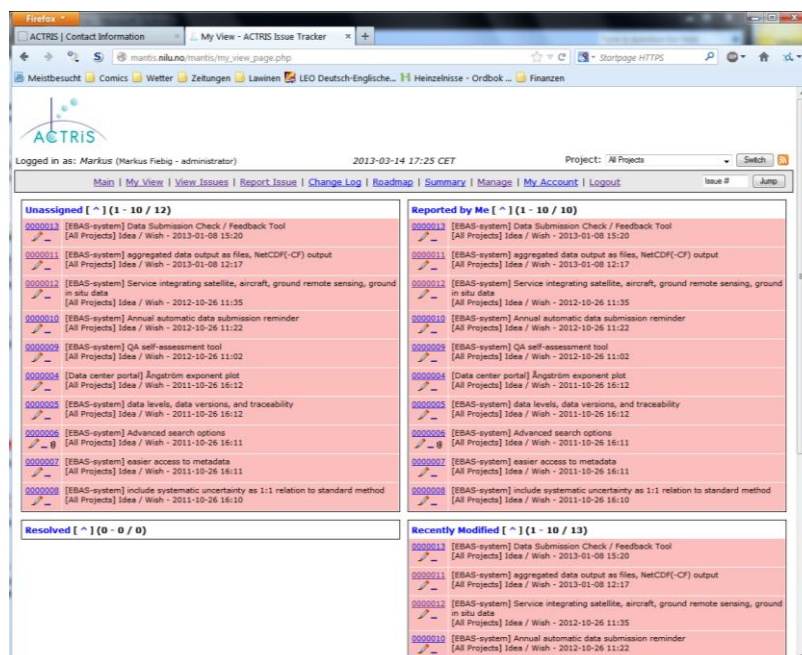 Firefox
ACTRIS | Contact Information
My View - ACTRIS Issue Tracker
mantis.nilu.no/mantis/my_view_page.php
Startpage HTTPS
Meistbesucht Comics Wetter Zeitungen Lawinen LEO Deutsch-Englische... Heinzelnisse - Ordbok ... Finanzen
ACTRiS
Logged in as: Markus (Markus Fiebig - administrator) 2013-03-14 17:25 CET Project: All Projects Switch
Main | My View | View Issues | Report Issue | Change Log | Roadmap | Summary | Manage | My Account | Logout Issue # Jump
Unassigned [ ^ ] (1 - 10 / 12)
0000013 [EBAS-system] Data Submission Check / Feedback Tool
[All Projects] Idea / Wish - 2013-01-08 15:20
0000011 [EBAS-system] aggregated data output as files, NetCDF(-CF) output
[All Projects] Idea / Wish - 2013-01-08 12:17
0000012 [EBAS-system] Service integrating satellite, aircraft, ground remote sensing, ground
in situ data
[All Projects] Idea / Wish - 2012-10-26 11:35
0000010 [EBAS-system] Annual automatic data submission reminder
[All Projects] Idea / Wish - 2012-10-26 11:22
0000009 [EBAS-system] QA self-assessment tool
[All Projects] Idea / Wish - 2012-10-26 11:02
0000004 [Data center portal] Ångström exponent plot
[All Projects] Idea / Wish - 2011-10-26 16:12
0000005 [EBAS-system] data levels, data versions, and traceability
[All Projects] Idea / Wish - 2011-10-26 16:12
0000006 [EBAS-system] Advanced search options
[All Projects] Idea / Wish - 2011-10-26 16:11
0000007 [EBAS-system] easier access to metadata
[All Projects] Idea / Wish - 2011-10-26 16:11
0000008 [EBAS-system] include systematic uncertainty as 1:1 relation to standard method
[All Projects] Idea / Wish - 2011-10-26 16:10
Resolved [ ^ ] (0 - 0 / 0)
Reported by Me [ ^ ] (1 - 10 / 10)
0000013 [EBAS-system] Data Submission Check / Feedback Tool
[All Projects] Idea / Wish - 2013-01-08 15:20
0000011 [EBAS-system] aggregated data output as files, NetCDF(-CF) output
[All Projects] Idea / Wish - 2013-01-08 12:17
0000012 [EBAS-system] Service integrating satellite, aircraft, ground remote sensing, ground
in situ data
[All Projects] Idea / Wish - 2012-10-26 11:35
0000010 [EBAS-system] Annual automatic data submission reminder
[All Projects] Idea / Wish - 2012-10-26 11:22
0000009 [EBAS-system] QA self-assessment tool
[All Projects] Idea / Wish - 2012-10-26 11:02
0000004 [Data center portal] Ångström exponent plot
[All Projects] Idea / Wish - 2011-10-26 16:12
0000005 [EBAS-system] data levels, data versions, and traceability
[All Projects] Idea / Wish - 2011-10-26 16:12
0000006 [EBAS-system] Advanced search options
[All Projects] Idea / Wish - 2011-10-26 16:11
0000007 [EBAS-system] easier access to metadata
[All Projects] Idea / Wish - 2011-10-26 16:11
0000008 [EBAS-system] include systematic uncertainty as 1:1 relation to standard method
[All Projects] Idea / Wish - 2011-10-26 16:10
Recently Modified [ ^ ] (1 - 10 / 13)
0000013 [EBAS-system] Data Submission Check / Feedback Tool
[All Projects] Idea / Wish - 2013-01-08 15:20
0000011 [EBAS-system] aggregated data output as files, NetCDF(-CF) output
[All Projects] Idea / Wish - 2013-01-08 12:17
0000012 [EBAS-system] Service integrating satellite, aircraft, ground remote sensing, ground
in situ data
[All Projects] Idea / Wish - 2012-10-26 11:35
0000010 [EBAS-system] Annual automatic data submission reminder
[All Projects] Idea / Wish - 2012-10-26 11:22